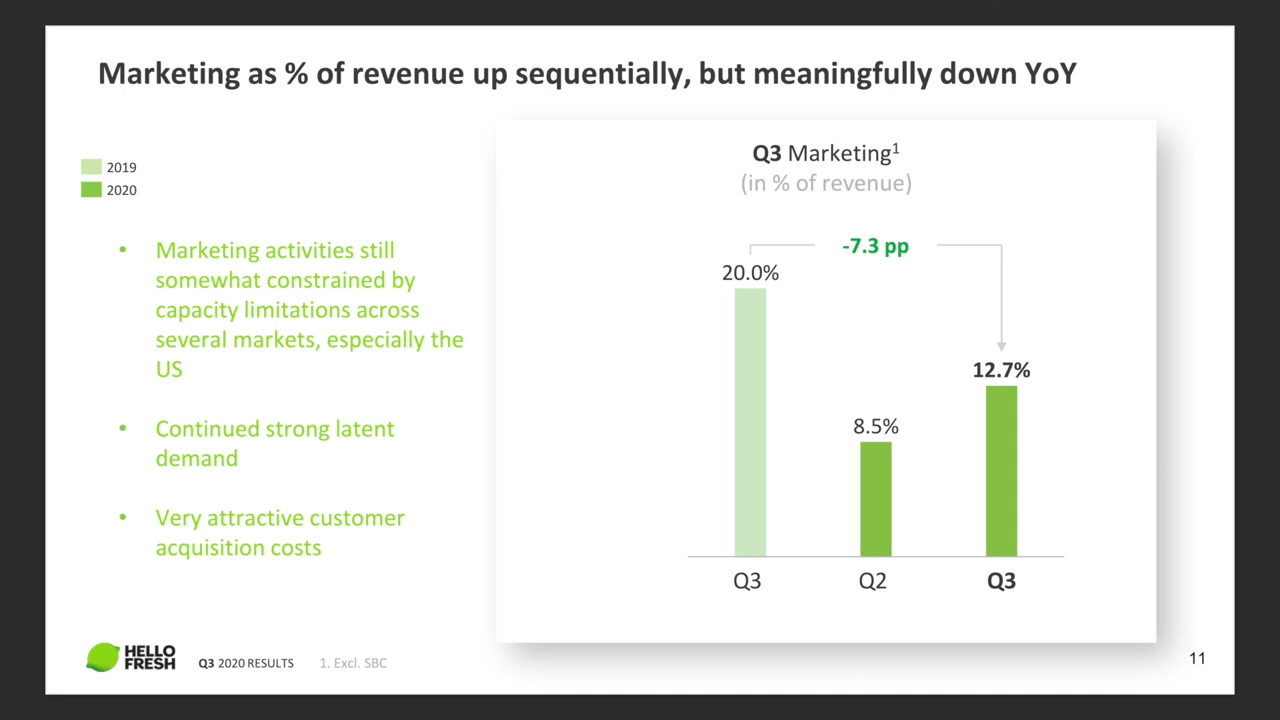 Marketing as % of revenue up sequentially, but meaningfully down YoY
2019
2020
• Marketing activities still
somewhat constrained by
capacity limitations across
several markets, especially the
US
• Continued strong latent
demand
• Very attractive customer
acquisition costs
Q3 Marketing¹
(in % of revenue)
-7.3 pp
20.0%
8.5%
12.7%
Q3
Q2
Q3
HELLO
FRESH
Q3 2020 RESULTS
1. Excl. SBC
11